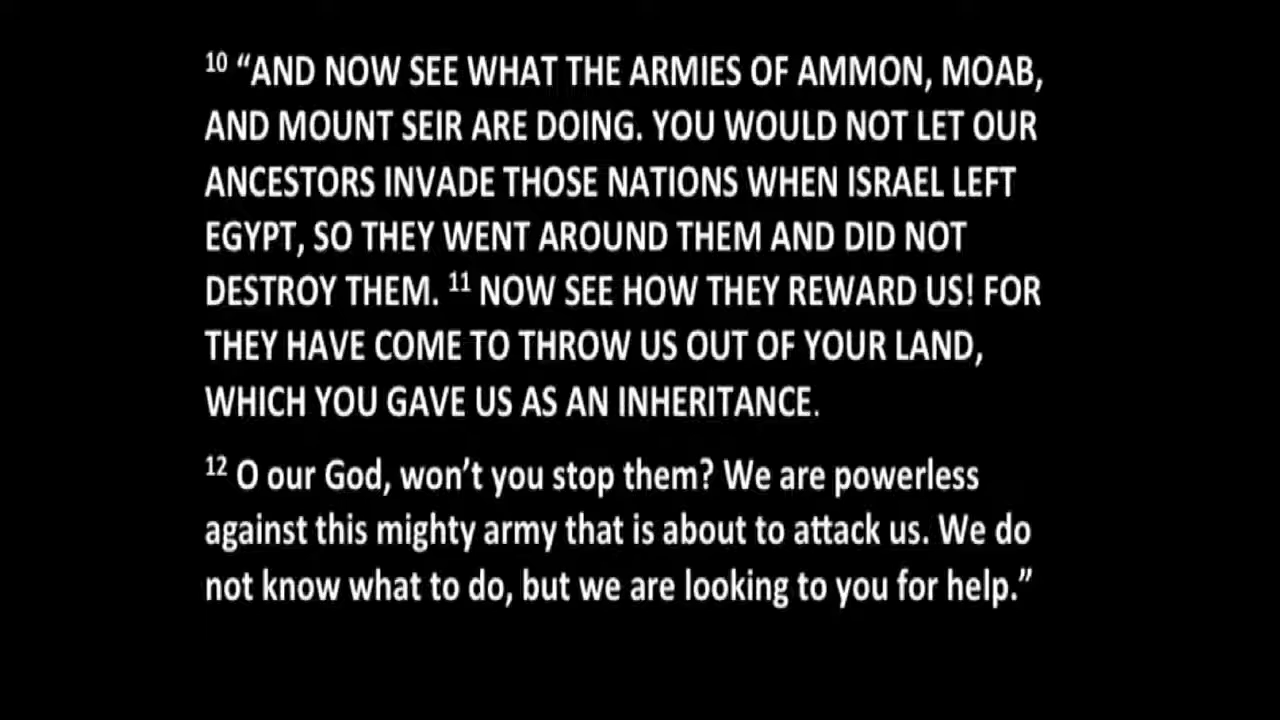 10 “AND NOW SEE WHAT THE ARMIES OF AMMON, MOAB,
AND MOUNT SEIR ARE DOING. YOU WOULD NOT LET OUR
ANCESTORS INVADE THOSE NATIONS WHEN ISRAEL LEFT
EGYPT, SO THEY WENT AROUND THEM AND DID NOT
DESTROY THEM. 11 NOW SEE HOW THEY REWARD US! FOR
THEY HAVE COME TO THROW US OUT OF YOUR LAND,
WHICH YOU GAVE US AS AN INHERITANCE.
12 O our God, won’t you stop them? We are powerless
against this mighty army that is about to attack us. We do
not know what to do, but we are looking to you for help.”